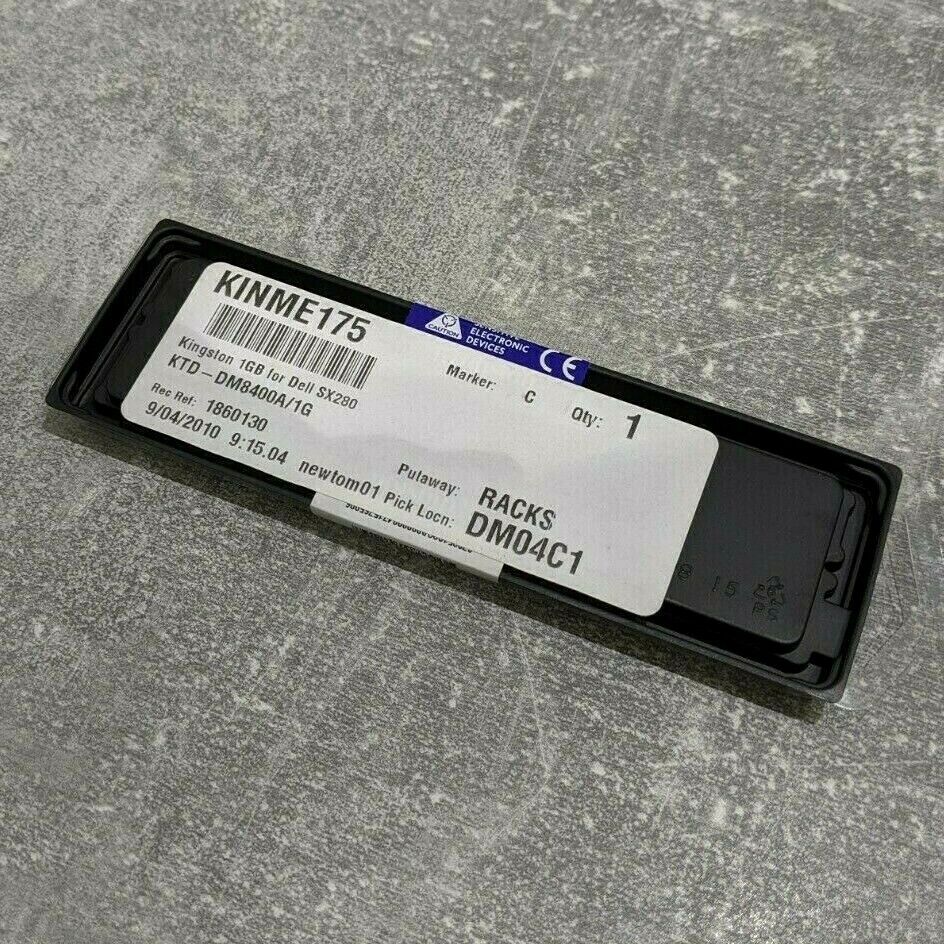 KINME175
Kingston 1GB for Dell SX280
KTD-DM8400A/1G
Rec Ref: 1860130
9/04/2010 9:15.04 newtom01
Marker: C Qty: 1
Putaway: RACKS
Pick Locn: DM04C1
CAUTION
ELECTRONIC
DEVICES
CE
PS